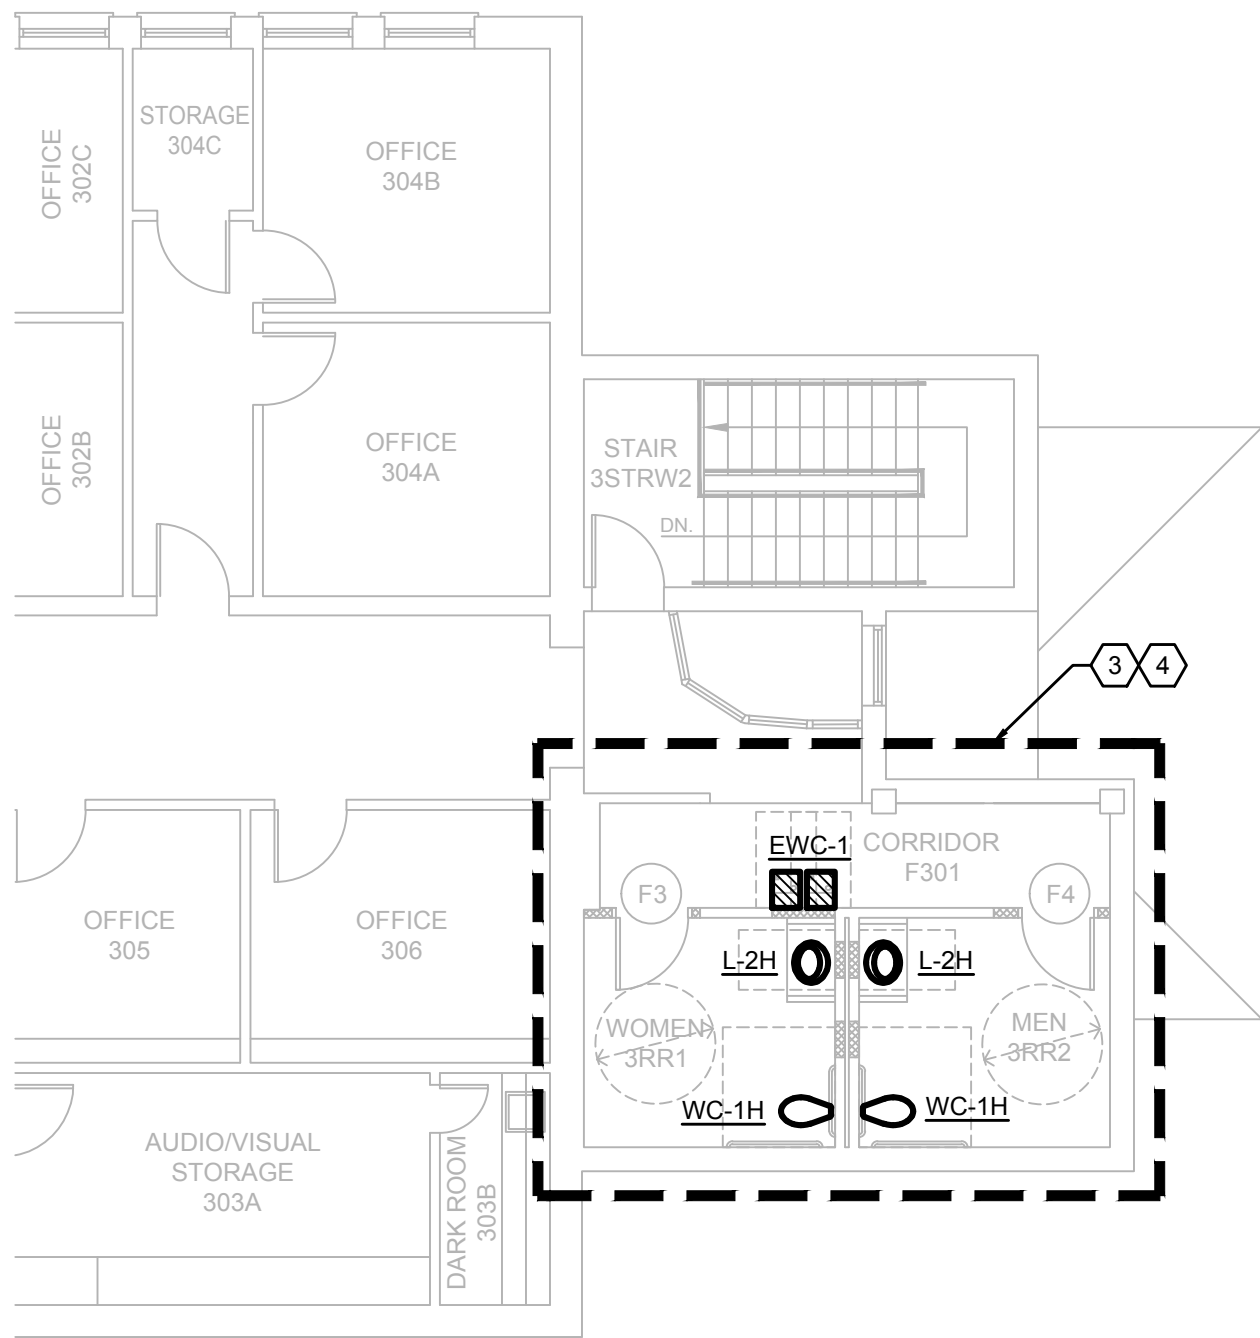 STORAGE
304C
OFFICE
302C
OFFICE
304B
OFFICE
302B
OFFICE
304A
STAIR
3STRW2
DN.
3
4
EWC-1
CORRIDOR
F301
F3
F4
OFFICE
305
OFFICE
306
L-2H
L-2H
WOMEN
3RR1
MEN
3RR2
WC-1H
WC-1H
AUDIO/VISUAL
STORAGE
303A
DARK ROOM
303B